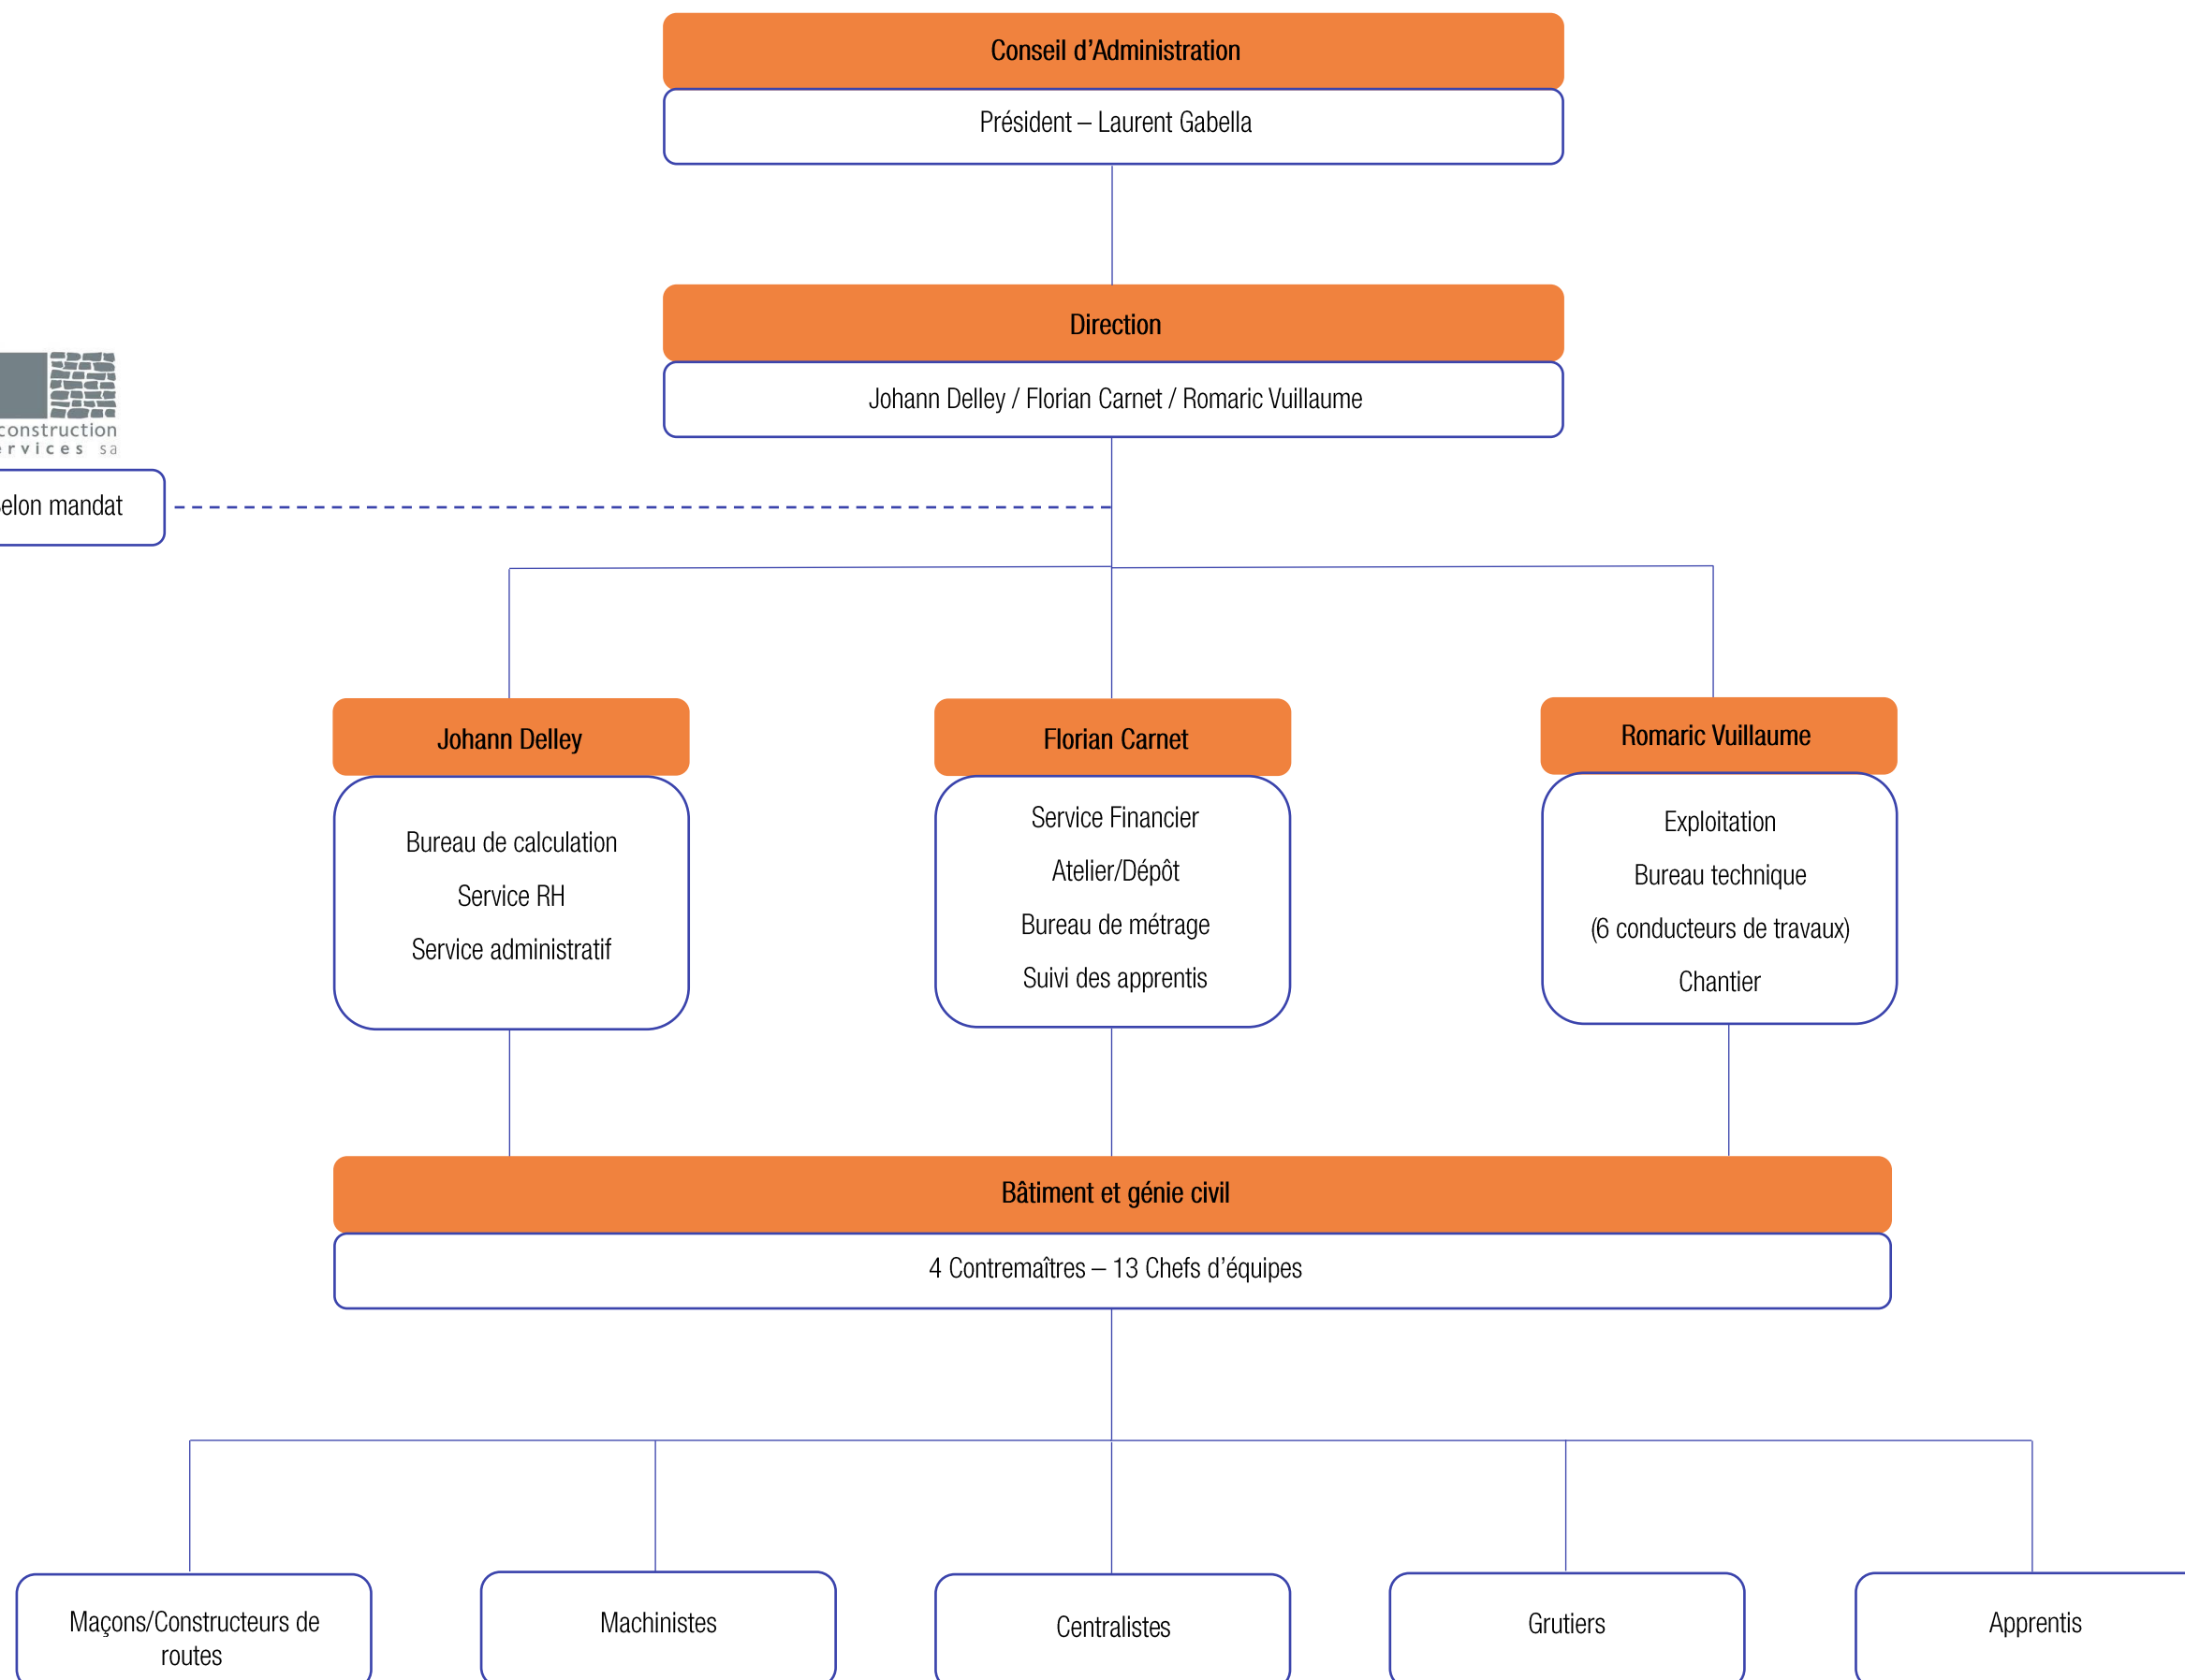 Conseil d'Administration
Président – Laurent Gabella
Direction
Johann Delley / Florian Carnet / Romaric Vuillaume
construction
ervices sa
elon mandat
Johann Delley
Bureau de calculation
Service RH
Service administratif
Florian Carnet
Service Financier
Atelier/Dépôt
Bureau de métrage
Suivi des apprentis
Romaric Vuillaume
Exploitation
Bureau technique
(6 conducteurs de travaux)
Chantier
Bâtiment et génie civil
4 Contremaîtres – 13 Chefs d'équipes
Maçons/Constructeurs de
routes
Machinistes
Centralistes
Grutiers
Apprentis